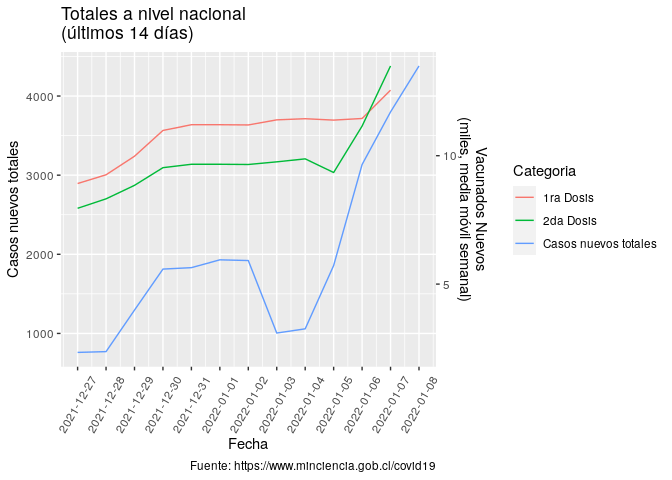 Totales a nivel nacional
(últimos 14 días)
Casos nuevos totales
4000
3000
2000
1000
10
5
Vacunados Nuevos
(miles, media móvil semanal)
2021-12-27
2021-12-28
2021-12-29
2021-12-30
2021-12-31
2022-01-01
2022-01-02
2022-01-03
2022-01-04
2022-01-05
2022-01-06
2022-01-07
2022-01-08
Fecha
Categoria
1ra Dosis
2da Dosis
Casos nuevos totales
Fuente: https://www.minciencia.gob.cl/covid19